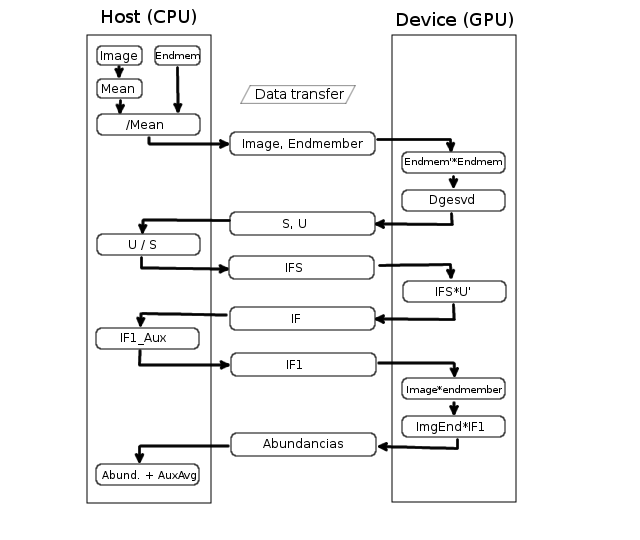 Host (CPU)
Device (GPU)
Image
Endmem
Mean
Data transfer
/Mean
Image, Endmember
Endmem'*Endmem
Dgesvd
S, U
U / S
IFS
IFS*U'
IF
IF1_Aux
IF1
Image*endmember
ImgEnd*IF1
Abundancias
Abund. + AuxAvg